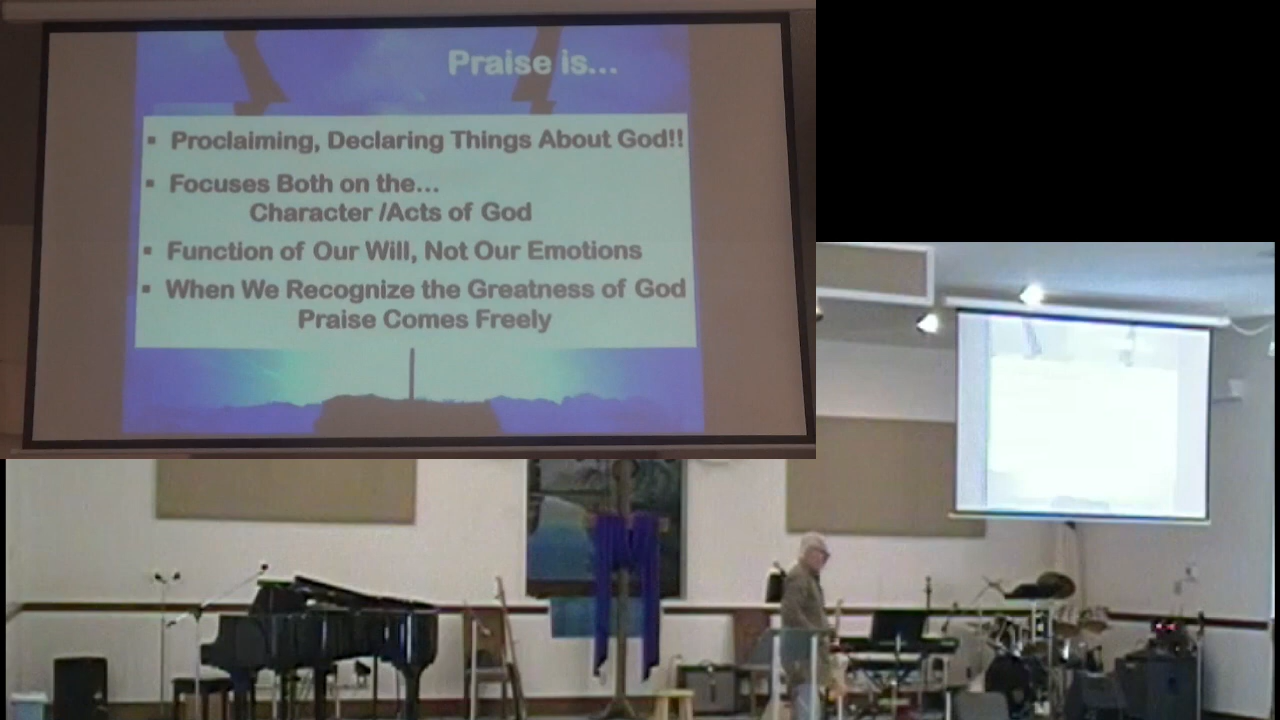 Praise is...
▪ Proclaiming, Declaring Things About God!!
▪ Focuses Both on the...
Character /Acts of God
▪ Function of Our Will, Not Our Emotions
▪ When We Recognize the Greatness of God
Praise Comes Freely